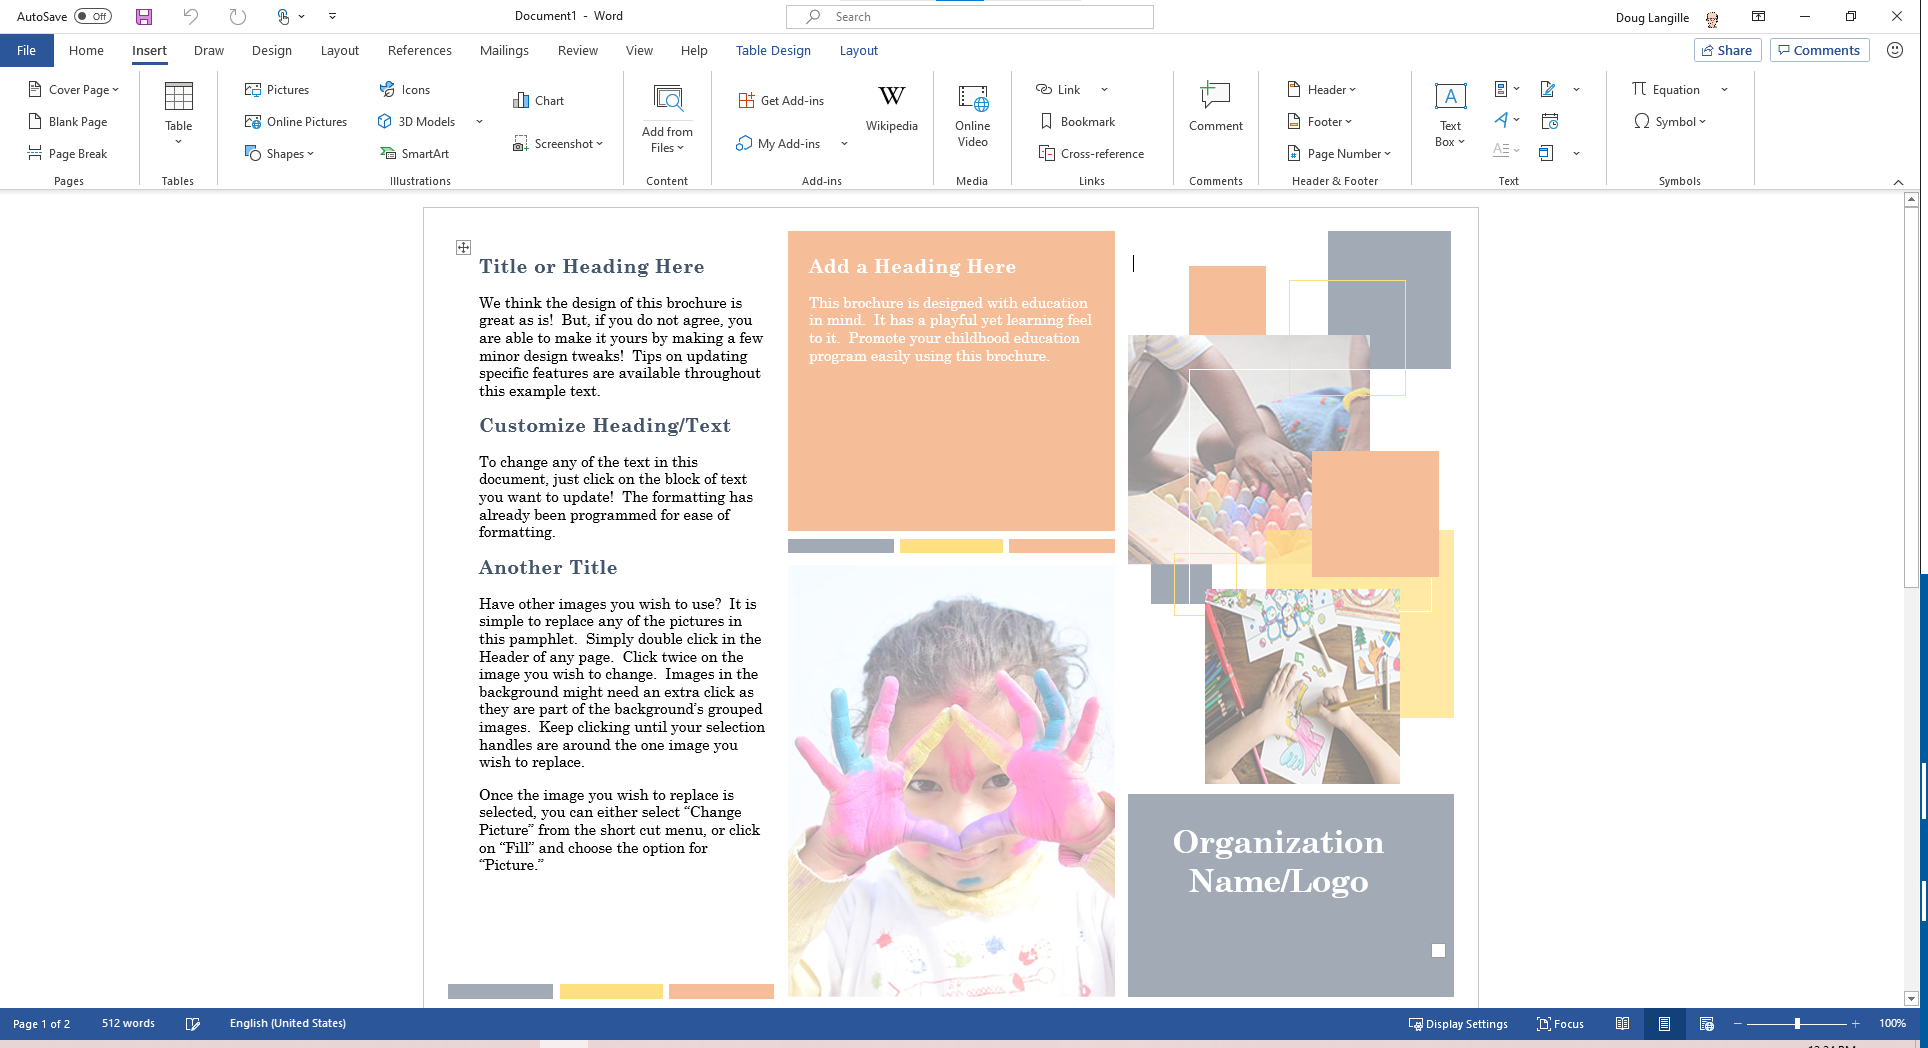 AutoSave Off
Document1 - Word
Search
Doug Langille
File Home Insert Draw Design Layout References Mailings Review View Help Table Design Layout
Share Comments
Cover Page
Blank Page
Page Break
Pages
Table
Tables
Pictures
Online Pictures
Shapes
Icons
3D Models
SmartArt
Chart
Screenshot
Illustrations
Add from
Files
Content
Get Add-ins
My Add-ins
W
Wikipedia
Add-ins
Online
Video
Media
Link
Bookmark
Cross-reference
Links
Comment
Comments
Header
Footer
Page Number
Header & Footer
Text
Box
Text
Equation
Symbol
Symbols
Title or Heading Here
We think the design of this brochure is
great as is!  But, if you do not agree, you
are able to make it yours by making a few
minor design tweaks!  Tips on updating
specific features are available throughout
this example text.
Customize Heading/Text
To change any of the text in this
document, just click on the block of text
you want to update!  The formatting has
already been programmed for ease of
formatting.
Another Title
Have other images you wish to use?  It is
simple to replace any of the pictures in
this pamphlet.  Simply double click in the
Header of any page.  Click twice on the
image you wish to change.  Images in the
background might need an extra click as
they are part of the background’s grouped
images.  Keep clicking until your selection
handles are around the one image you
wish to replace.
Once the image you wish to replace is
selected, you can either select “Change
Picture” from the short cut menu, or click
on “Fill” and choose the option for
“Picture.”
Add a Heading Here
This brochure is designed with education
in mind.  It has a playful yet learning feel
to it.  Promote your childhood education
program easily using this brochure.
Organization
Name/Logo
Page 1 of 2
512 words
English (United States)
Display Settings
Focus
100%